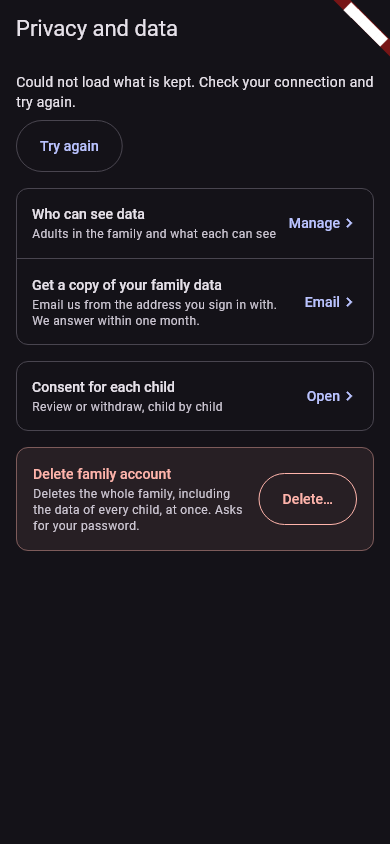 Privacy and data
Could not load what is kept. Check your connection and
try again.
Try again
Who can see data
Adults in the family and what each can see
Manage
Get a copy of your family data
Email us from the address you sign in with.
We answer within one month.
Email
Consent for each child
Review or withdraw, child by child
Open
Delete family account
Deletes the whole family, including
the data of every child, at once. Asks
for your password.
Delete…